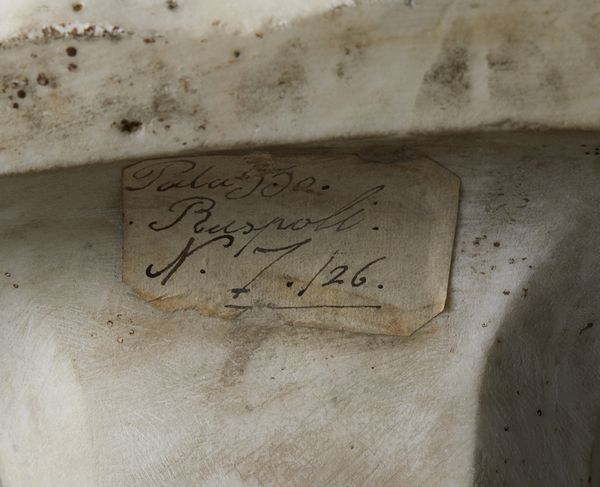 Palazzo.
. Ruspoli.
N. 7./26.